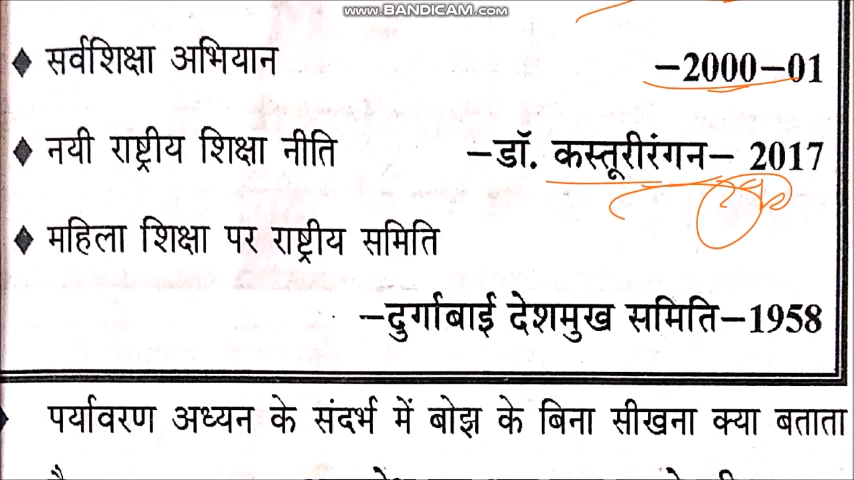 WWW.BANDICAM.COM
♦ सर्वशिक्षा अभियान –2000–01
♦ नयी राष्ट्रीय शिक्षा नीति –डॉ. कस्तूरीरंगन– 2017
♦ महिला शिक्षा पर राष्ट्रीय समिति
–दुर्गाबाई देशमुख समिति–1958
पर्यावरण अध्यन के संदर्भ में बोझ के बिना सीखना क्या बताता